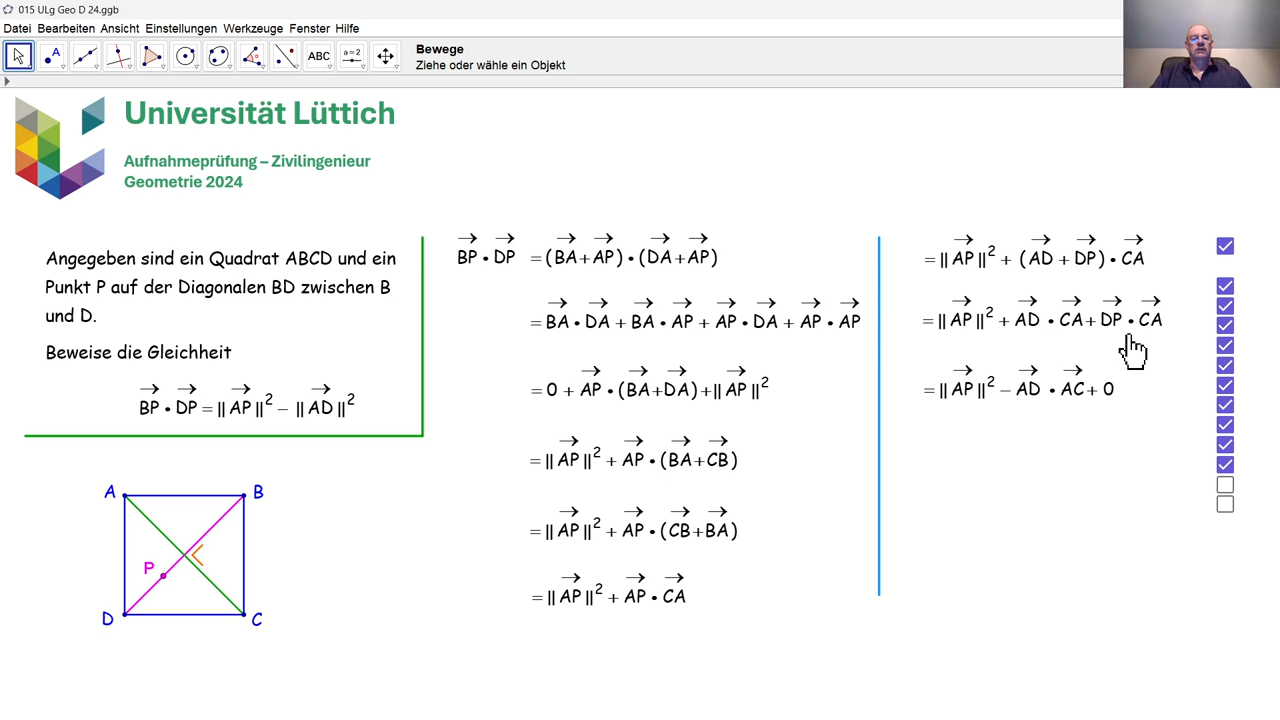 015 ULg Geo D 24.ggb
Datei Bearbeiten Ansicht Einstellungen Werkzeuge Fenster Hilfe
A ABC a=2 Bewege
Ziehe oder wähle ein Objekt
Universität Lüttich
Aufnahmeprüfung – Zivilingenieur
Geometrie 2024
Angegeben sind ein Quadrat ABCD und ein
Punkt P auf der Diagonalen BD zwischen B
und D.
Beweise die Gleichheit
→BP • →DP = || →AP ||² − || →AD ||²
A B
P
D C
→BP • →DP = (→BA + →AP) • (→DA + →AP)
= →BA • →DA + →BA • →AP + →AP • →DA + →AP • →AP
= 0 + →AP • (→BA + →DA) + || →AP ||²
= || →AP ||² + →AP • (→BA + →CB)
= || →AP ||² + →AP • (→CB + →BA)
= || →AP ||² + →AP • →CA
= || →AP ||² + (→AD + →DP) • →CA
= || →AP ||² + →AD • →CA + →DP • →CA
= || →AP ||² − →AD • →AC + 0